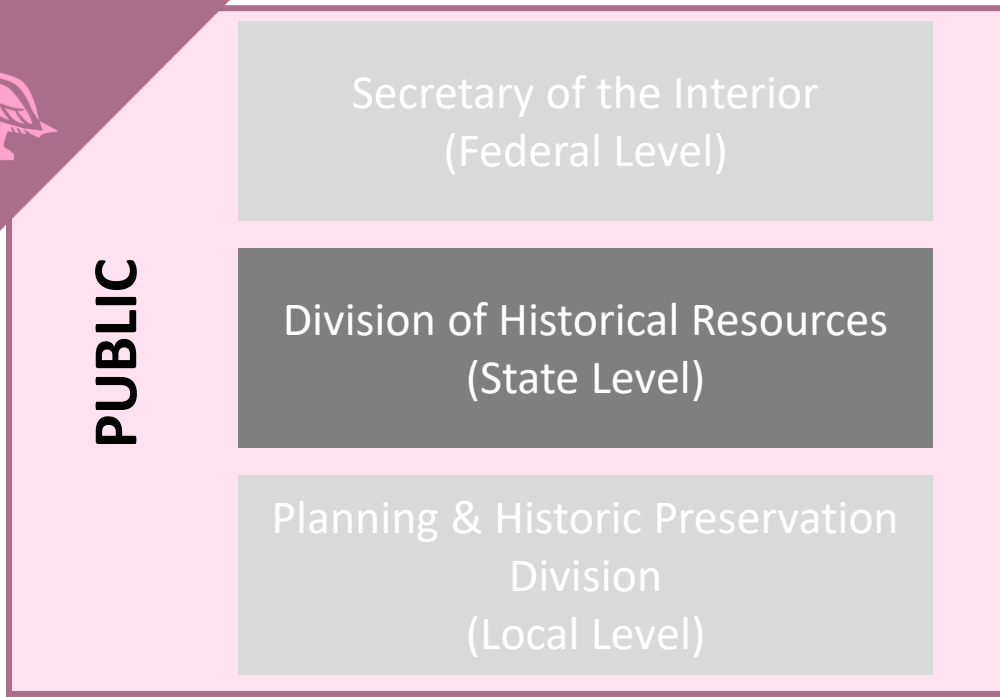 PUBLIC
Secretary of the Interior
(Federal Level)
Division of Historical Resources
(State Level)
Planning & Historic Preservation
Division
(Local Level)